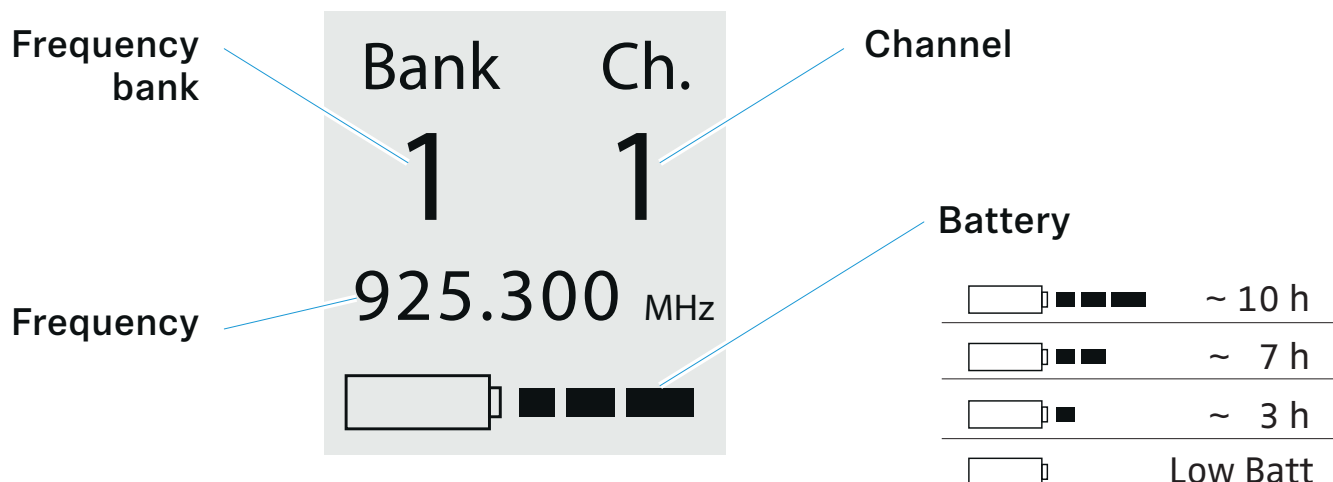 Frequency
bank
Bank Ch.
Channel
1 1
Battery
925.300 MHz
Frequency
~ 10 h
~ 7 h
~ 3 h
Low Batt